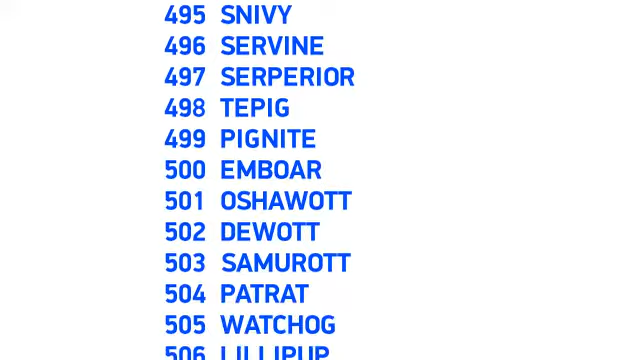 495 SNIVY
496 SERVINE
497 SERPERIOR
498 TEPIG
499 PIGNITE
500 EMBOAR
501 OSHAWOTT
502 DEWOTT
503 SAMUROTT
504 PATRAT
505 WATCHOG
506 LILLIPUP